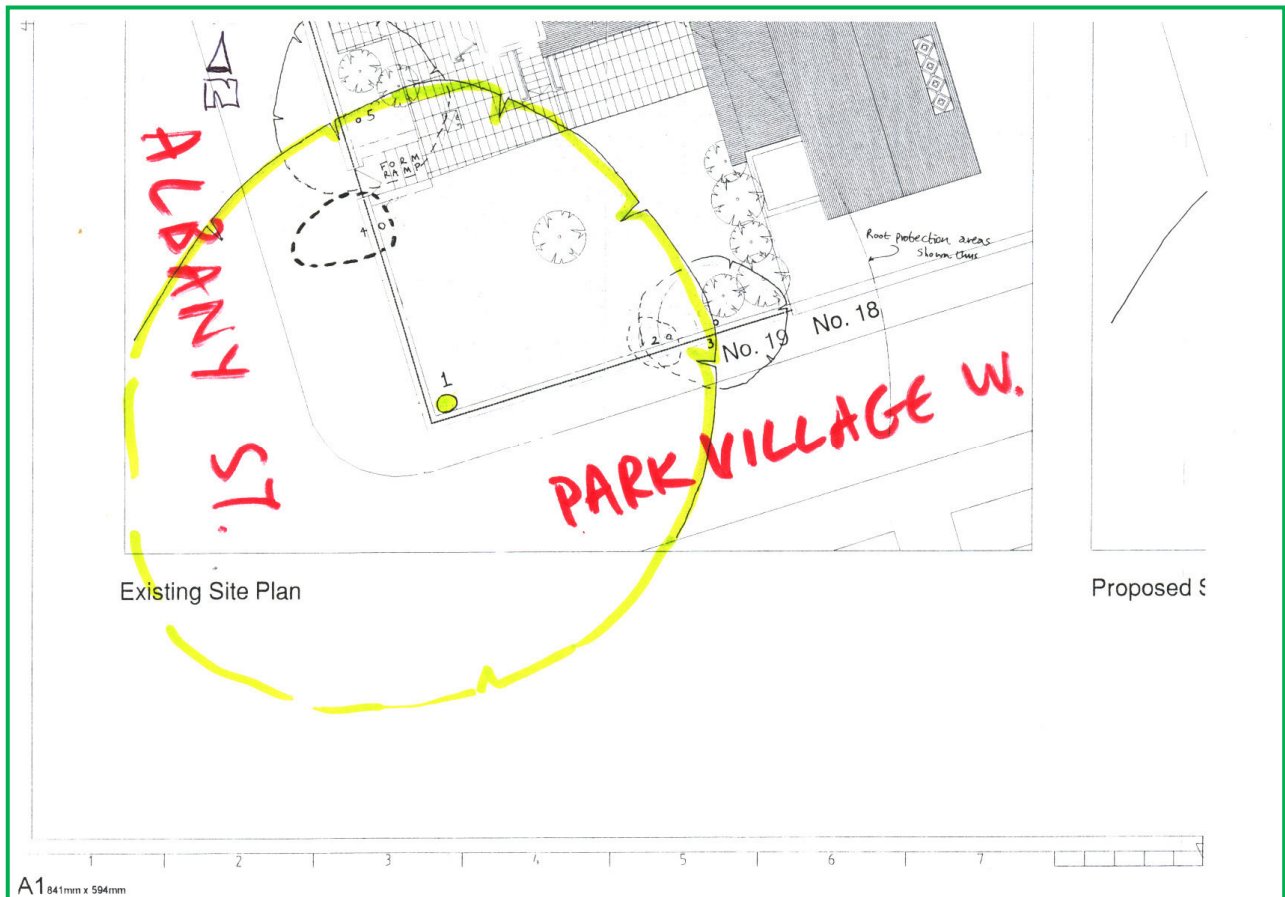 N
ALBANY ST.
5
FORM
RAMP
4
Root protection areas
shown thus
No. 18
No. 19
2
3
1
PARK VILLAGE W.
Existing Site Plan
Proposed S
1 2 3 4 5 6 7
A1 841mm x 594mm